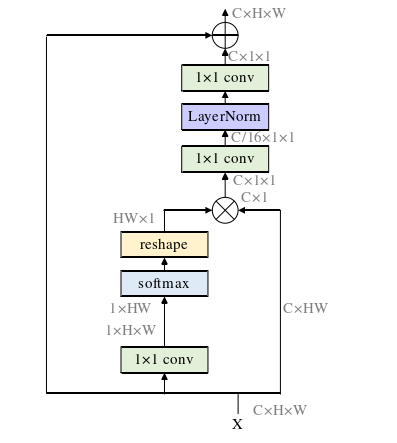 C×H×W
C×1×1
1×1 conv
LayerNorm
C/16×1×1
1×1 conv
C×1×1
C×1
HW×1
reshape
softmax
1×HW
C×HW
1×H×W
1×1 conv
C×H×W
X